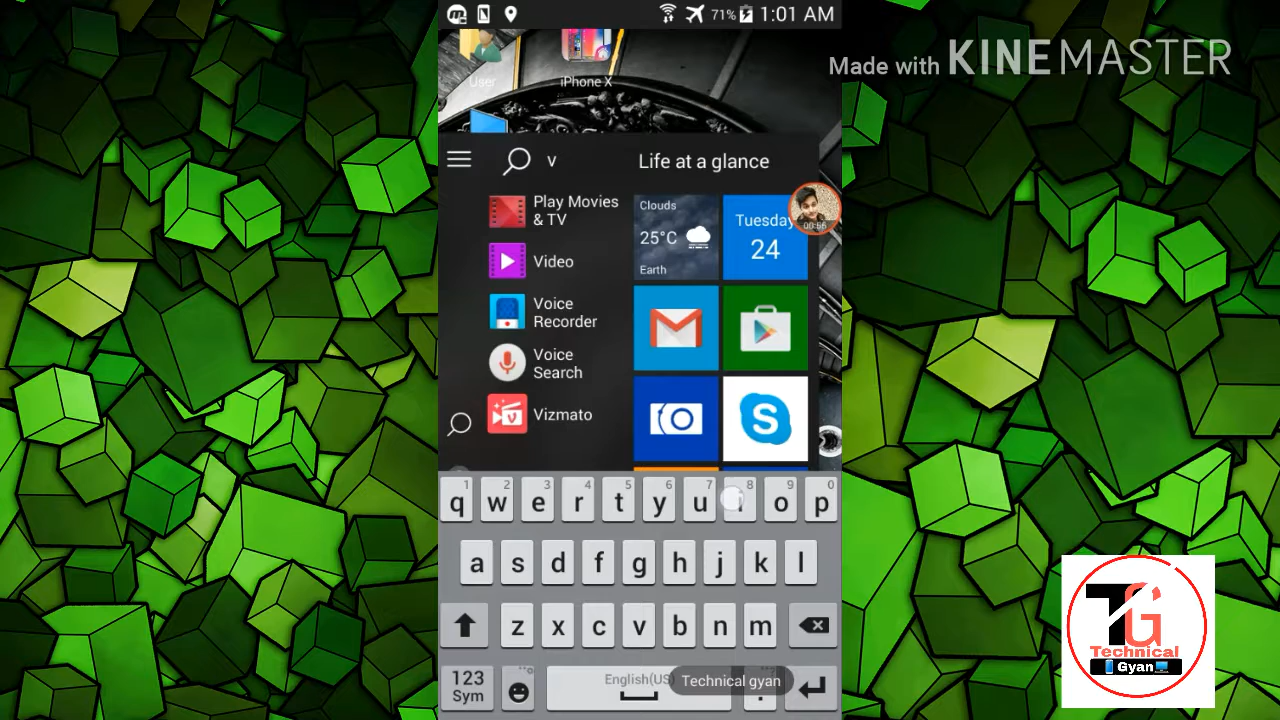 71% 1:01 AM
Made with KINEMASTER
User
iPhone X
v
Life at a glance
Play Movies
& TV
Video
Voice
Recorder
Voice
Search
Vizmato
Clouds
25°C
Earth
Tuesday
24
00:56
S
1 2 3 4 5 6 7 8 9 0
q w e r t y u i o p
a s d f g h j k l
z x c v b n m
123
Sym
English(US)
Technical gyan
.
TG
Technical
Gyan